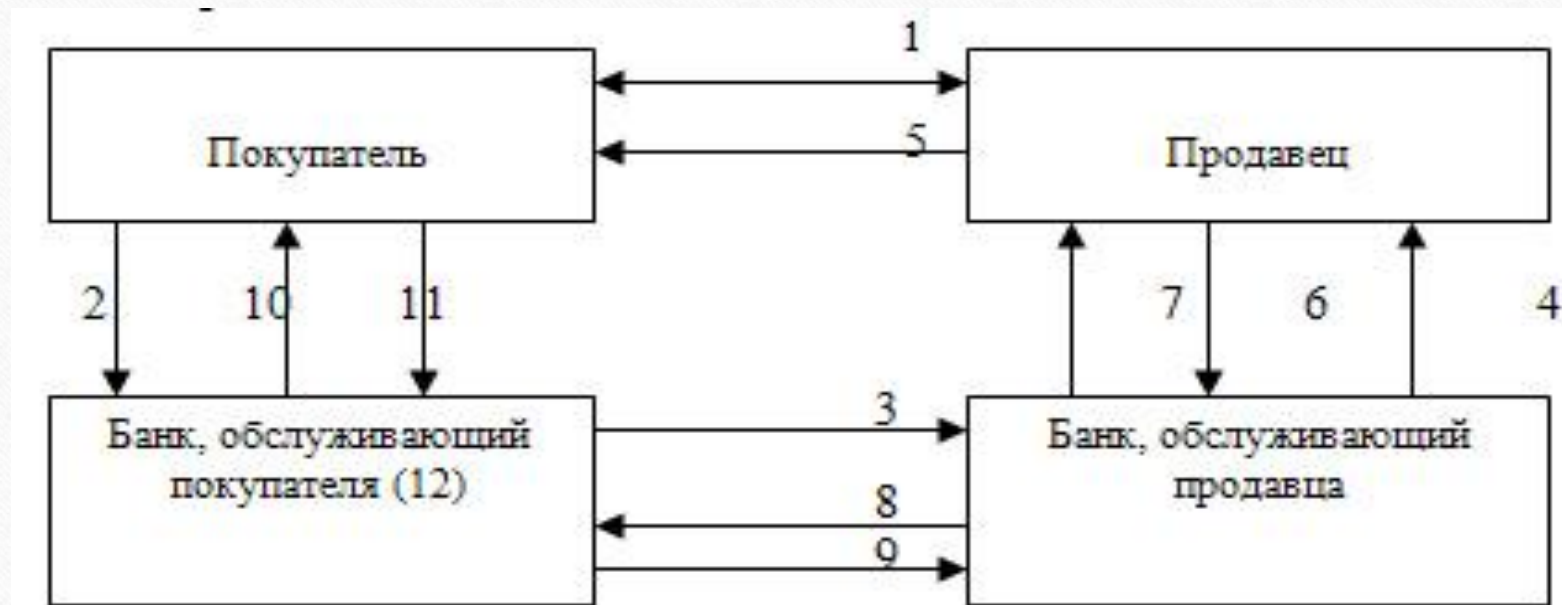 1
Покупатель
5
Продавец
2
10
11
7
6
4
Банк, обслуживающий
покупателя (12)
3
Банк, обслуживающий
продавца
8
9